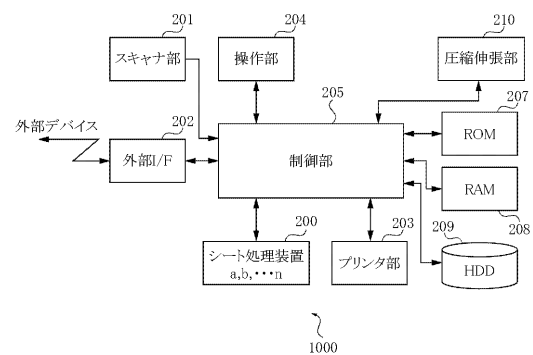 201
スキャナ部
204
操作部
210
圧縮伸張部
205
制御部
207
ROM
外部デバイス
202
外部I/F
RAM
208
200
シート処理装置
a,b,・・・n
203
プリンタ部
209
HDD
1000